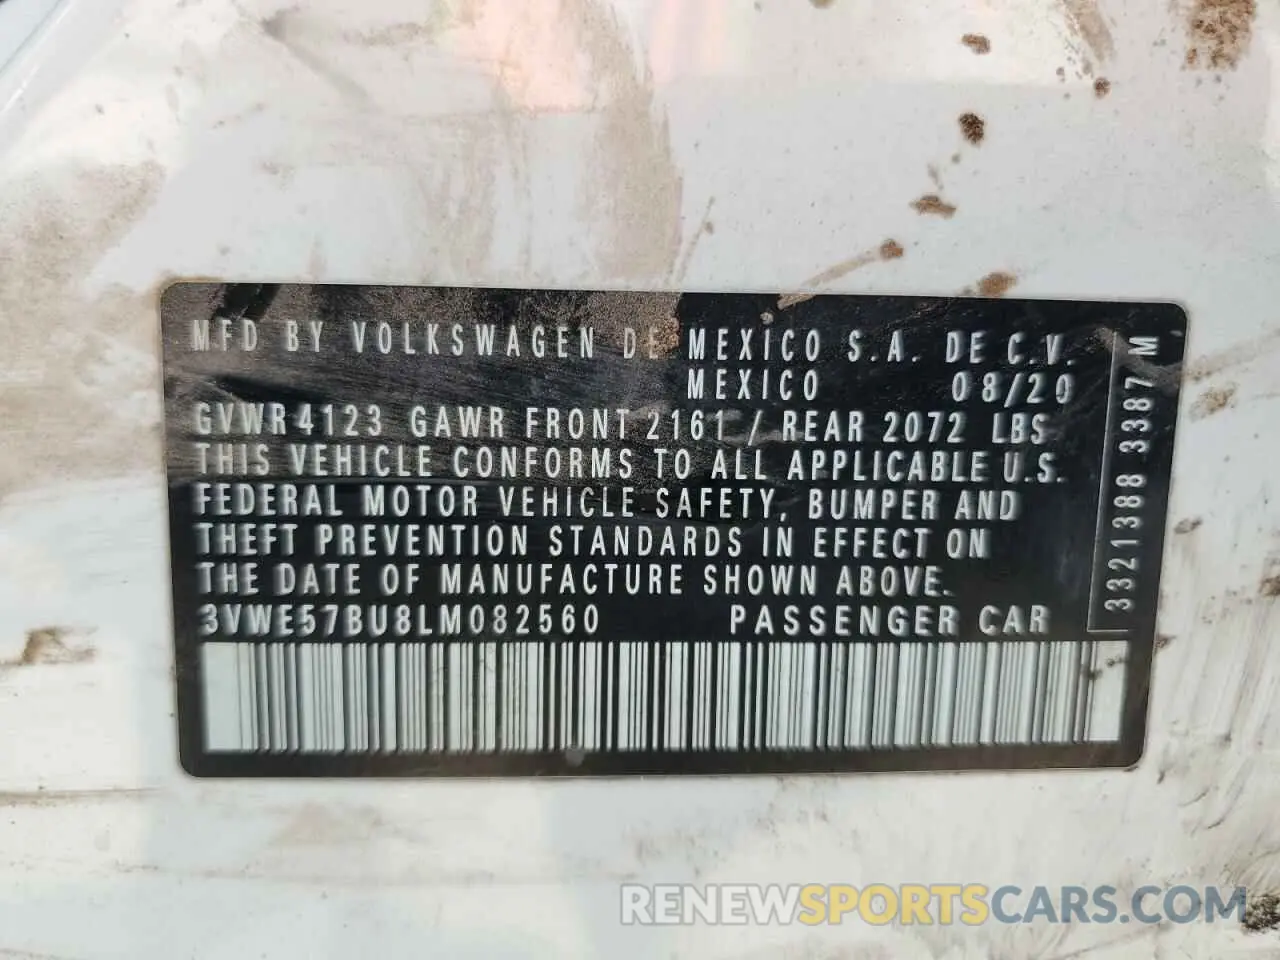 MFD BY VOLKSWAGEN DE MEXICO S.A. DE C.V.
MEXICO 08/20
GVWR 4123 GAWR FRONT 2161 / REAR 2072 LBS
THIS VEHICLE CONFORMS TO ALL APPLICABLE U.S.
FEDERAL MOTOR VEHICLE SAFETY, BUMPER AND
THEFT PREVENTION STANDARDS IN EFFECT ON
THE DATE OF MANUFACTURE SHOWN ABOVE.
3VWE57BU8LM082560 PASSENGER CAR
3321388 3387 M
RENEWSPORTSCARS.COM